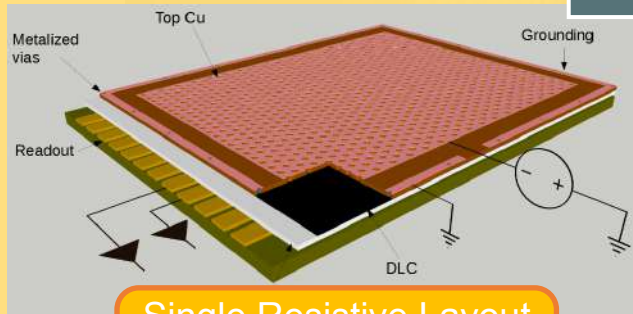 Top Cu
Metalized
vias
Grounding
Readout
− +
DLC
Single Resistive Layout